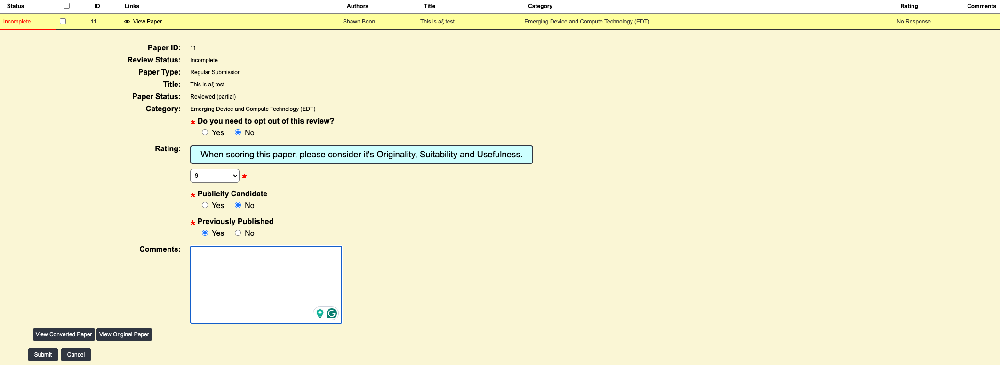 Status ID Links Authors Title Category Rating Comments
Incomplete 11 View Paper Shawn Boon This is aξ test Emerging Device and Compute Technology (EDT) No Response
Paper ID: 11
Review Status: Incomplete
Paper Type: Regular Submission
Title: This is aξ test
Paper Status: Reviewed (partial)
Category: Emerging Device and Compute Technology (EDT)
* Do you need to opt out of this review?
Yes No
Rating: When scoring this paper, please consider it's Originality, Suitability and Usefulness.
9 *
* Publicity Candidate
Yes No
* Previously Published
Yes No
Comments:
View Converted Paper View Original Paper
Submit Cancel